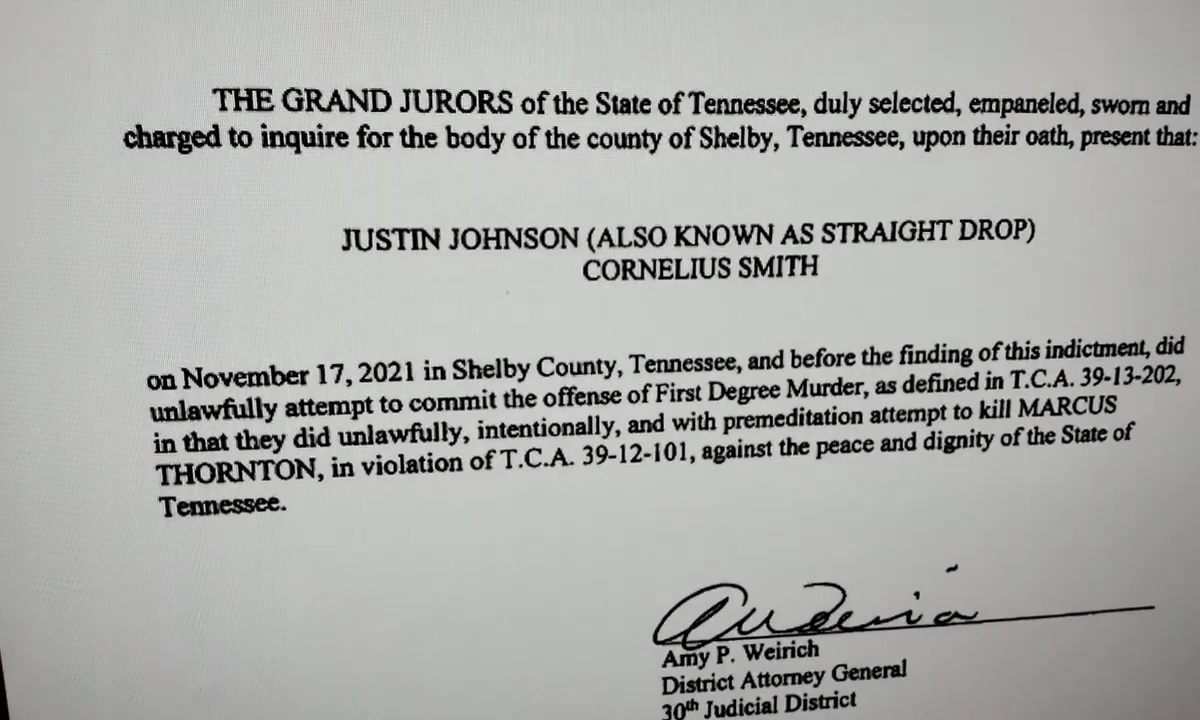 THE GRAND JURORS of the State of Tennessee, duly selected, empaneled, sworn and
charged to inquire for the body of the county of Shelby, Tennessee, upon their oath, present that:
JUSTIN JOHNSON (ALSO KNOWN AS STRAIGHT DROP)
CORNELIUS SMITH
on November 17, 2021 in Shelby County, Tennessee, and before the finding of this indictment, did
unlawfully attempt to commit the offense of First Degree Murder, as defined in T.C.A. 39-13-202,
in that they did unlawfully, intentionally, and with premeditation attempt to kill MARCUS
THORNTON, in violation of T.C.A. 39-12-101, against the peace and dignity of the State of
Tennessee.
Amy P. Weirich
District Attorney General
30th Judicial District